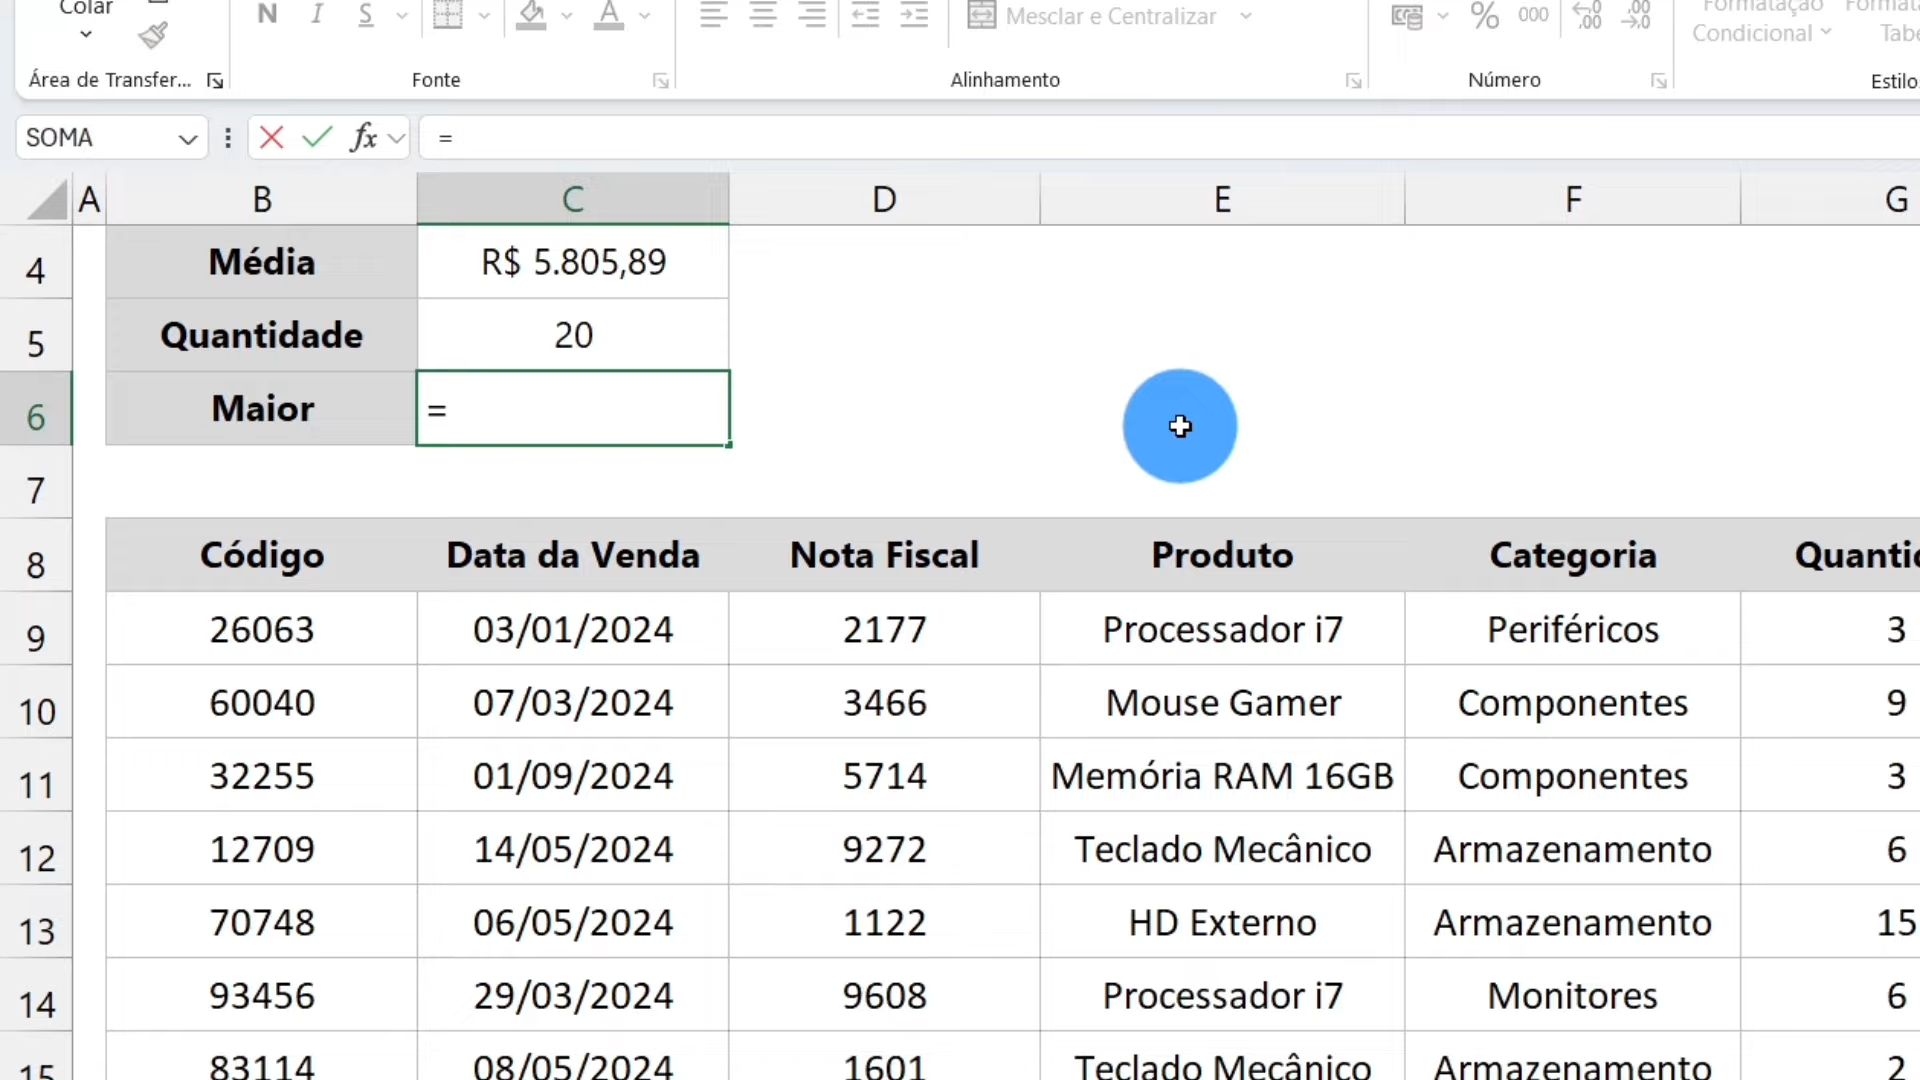 Colar
N I S A Mesclar e Centralizar % 000
Condicional
Área de Transfer... Fonte Alinhamento Número Estilo
SOMA fx =
A B C D E F G
4 Média R$ 5.805,89
5 Quantidade 20
6 Maior =
7
8 Código Data da Venda Nota Fiscal Produto Categoria Quantic
9 26063 03/01/2024 2177 Processador i7 Periféricos 3
10 60040 07/03/2024 3466 Mouse Gamer Componentes 9
11 32255 01/09/2024 5714 Memória RAM 16GB Componentes 3
12 12709 14/05/2024 9272 Teclado Mecânico Armazenamento 6
13 70748 06/05/2024 1122 HD Externo Armazenamento 15
14 93456 29/03/2024 9608 Processador i7 Monitores 6
15 83114 08/05/2024 1601 Teclado Mecânico Armazenamento 2